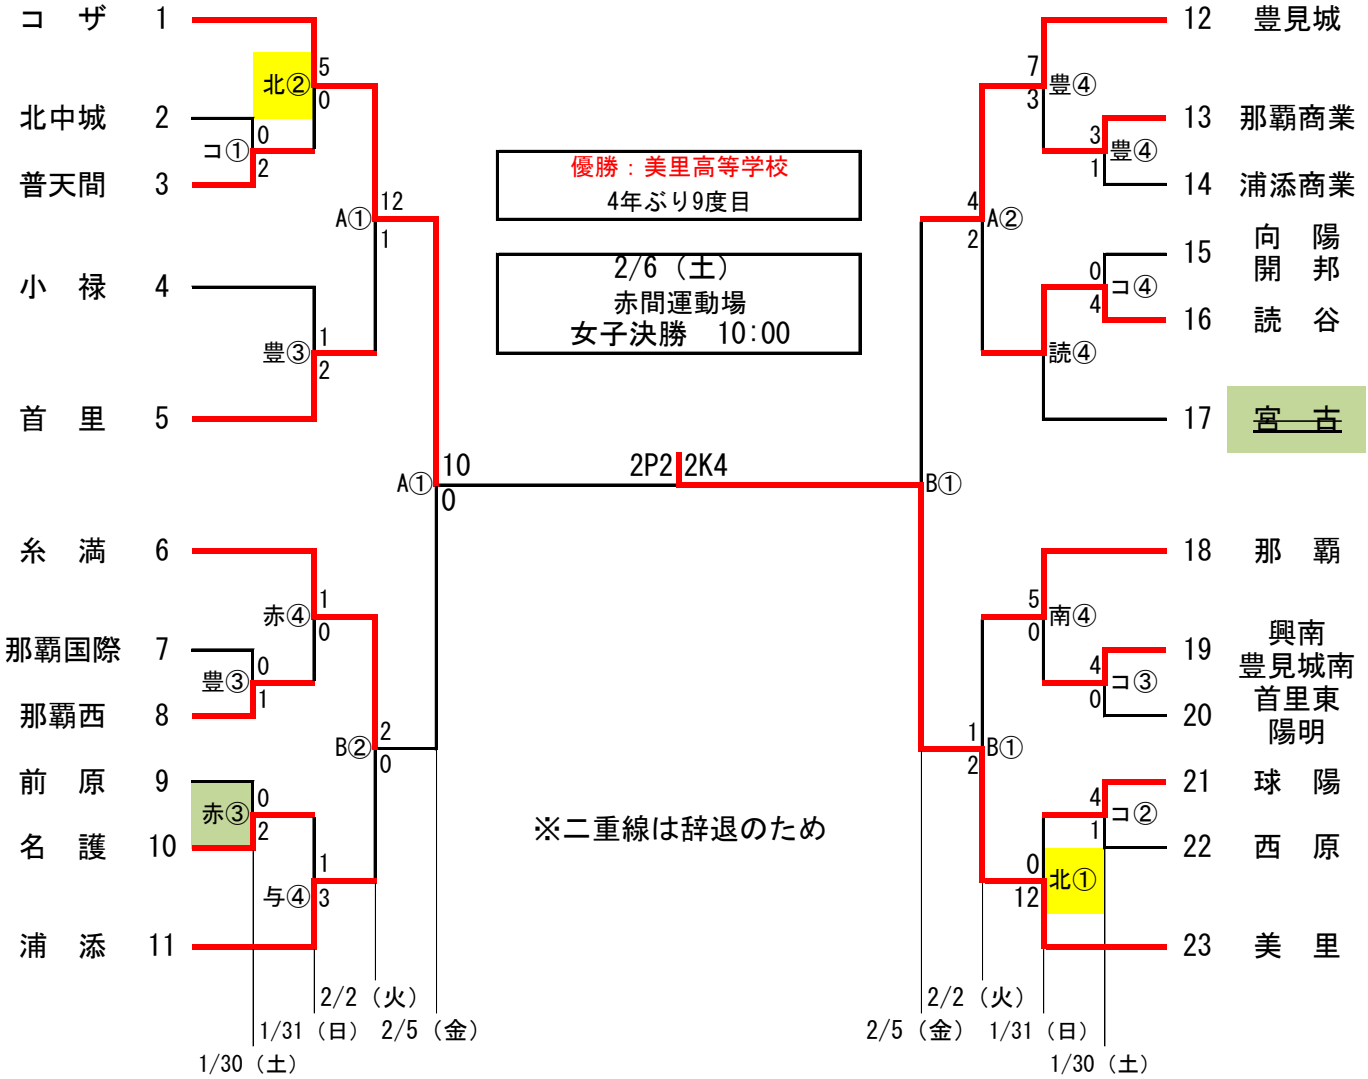 コ ザ 1
北中城 2
普天間 3
小 禄 4
首 里 5
糸 満 6
那覇国際 7
那覇西 8
前 原 9
名 護 10
浦 添 11
北②
5
0
コ①
0
2
A①
12
1
豊③
1
2
A①
10
0
赤④
1
0
豊③
0
1
B②
2
0
赤③
0
2
与④
1
3
優勝:美里高等学校
4年ぶり9度目
2/6(土)
赤間運動場
女子決勝 10:00
2P2 2K4
※二重線は辞退のため
12 豊見城
13 那覇商業
14 浦添商業
15 向 陽
開 邦
16 読 谷
17 宮 古
18 那 覇
19 興南
豊見城南
20 首里東
陽明
21 球 陽
22 西 原
23 美 里
7
3
豊④
3
1
豊④
4
2
A②
0
4
コ④
読④
B①
5
0
南④
4
0
コ③
1
2
B①
4
1
コ②
0
12
北①
2/2(火)
1/31(日)
2/5(金)
1/30(土)
2/2(火)
2/5(金)
1/31(日)
1/30(土)